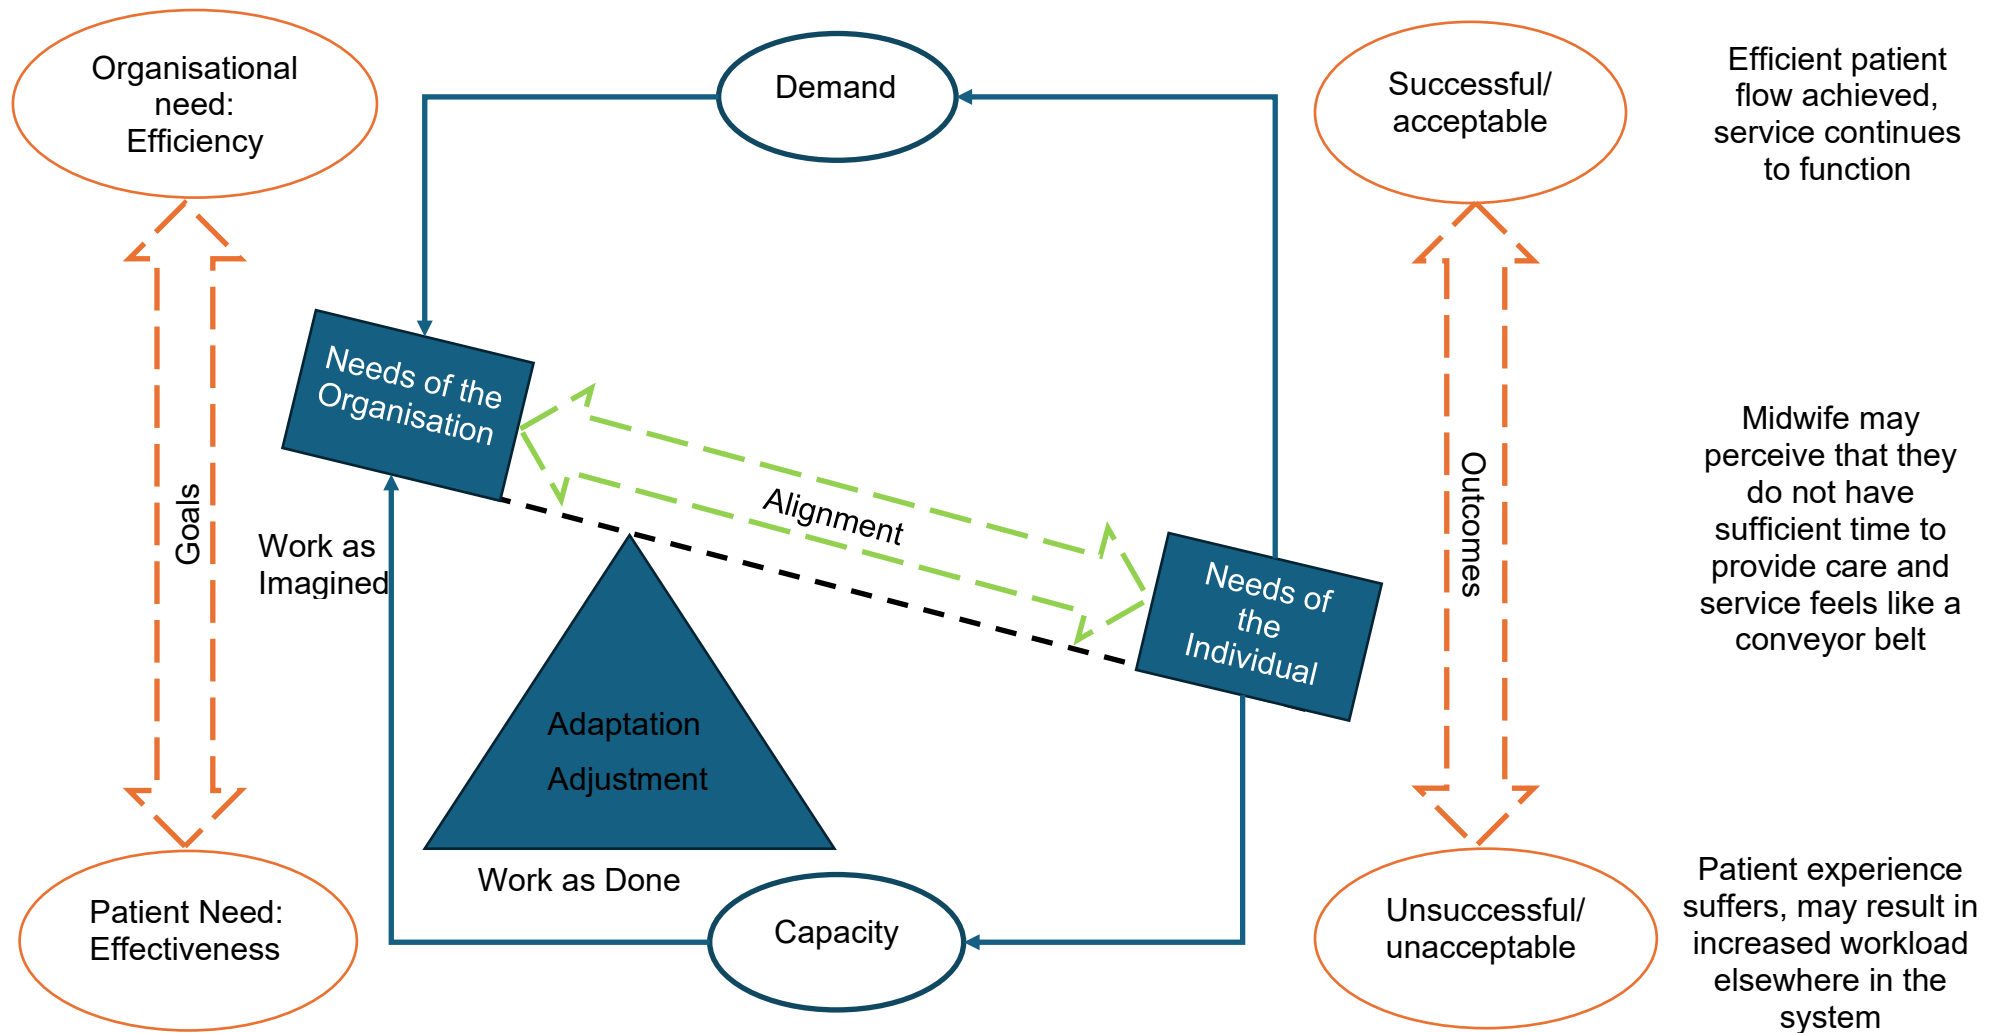 Organisational
need:
Efficiency
Demand
Successful/
acceptable
Efficient patient
flow achieved,
service continues
to function
Needs of the
Organisation
Goals
Work as
Imagined
Alignment
Needs of
the
Individual
Outcomes
Midwife may
perceive that they
do not have
sufficient time to
provide care and
service feels like a
conveyor belt
Adaptation
Adjustment
Work as Done
Patient Need:
Effectiveness
Capacity
Unsuccessful/
unacceptable
Patient experience
suffers, may result in
increased workload
elsewhere in the
system